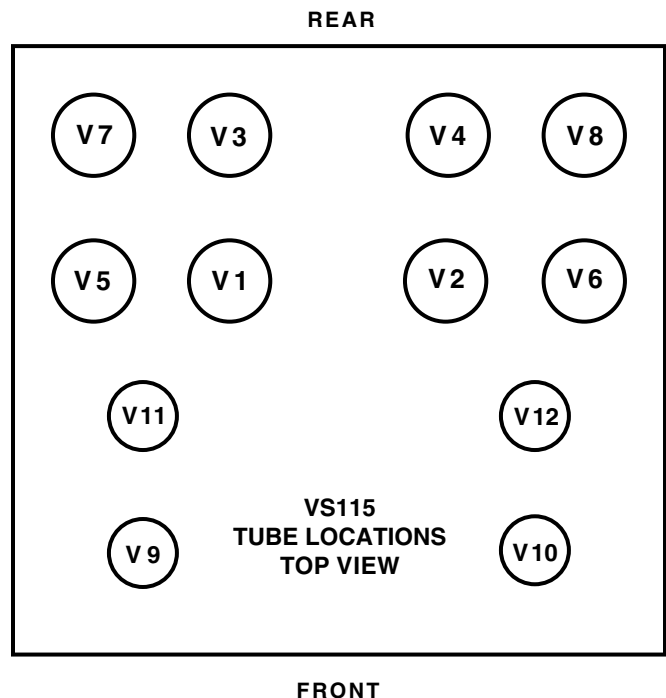 REAR
V7 V3 V4 V8
V5 V1 V2 V6
V11 V12
VS115
TUBE LOCATIONS
TOP VIEW
V9 V10
FRONT